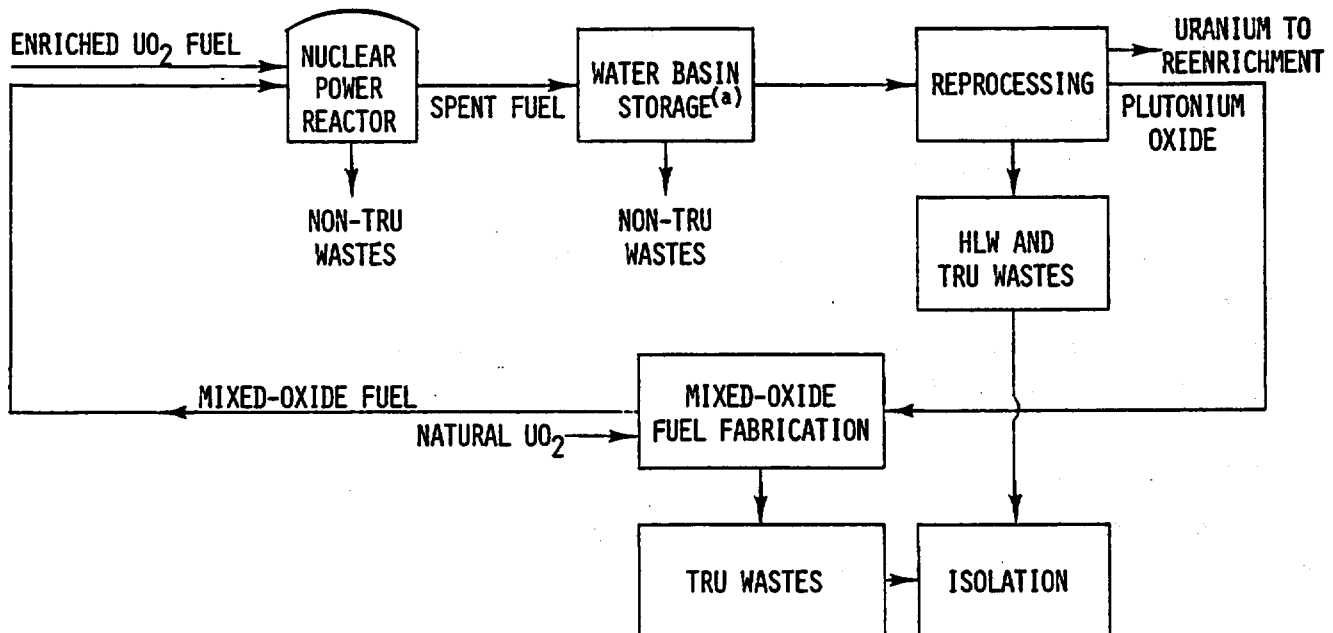 ENRICHED UO2 FUEL
NUCLEAR
POWER
REACTOR
SPENT FUEL
WATER BASIN
STORAGE(a)
REPROCESSING
URANIUM TO
REENRICHMENT
PLUTONIUM
OXIDE
NON-TRU
WASTES
NON-TRU
WASTES
HLW AND
TRU WASTES
MIXED-OXIDE FUEL
NATURAL UO2
MIXED-OXIDE
FUEL FABRICATION
TRU WASTES
ISOLATION